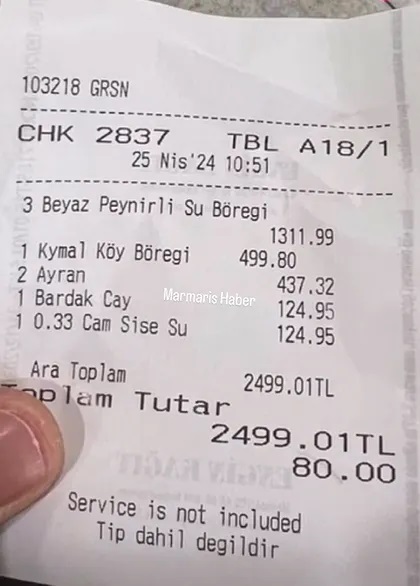 103218 GRSN
CHK 2837 TBL A18/1
25 Nis'24 10:51
3 Beyaz Peynirli Su Böregi
1311.99
1 Kymal Köy Böregi 499.80
2 Ayran 437.32
1 Bardak Cay 124.95
1 0.33 Cam Sise Su 124.95
Marmaris Haber
Ara Toplam 2499.01TL
Toplam Tutar
2499.01TL
80.00
Service is not included
Tip dahil degildir